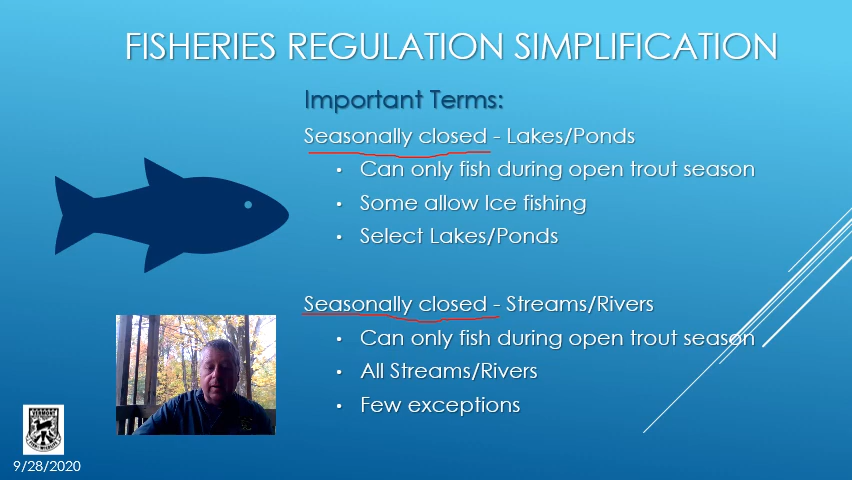 FISHERIES REGULATION SIMPLIFICATION
Important Terms:
Seasonally closed - Lakes/Ponds
• Can only fish during open trout season
• Some allow Ice fishing
• Select Lakes/Ponds
Seasonally closed - Streams/Rivers
• Can only fish during open trout season
• All Streams/Rivers
• Few exceptions
VERMONT
9/28/2020